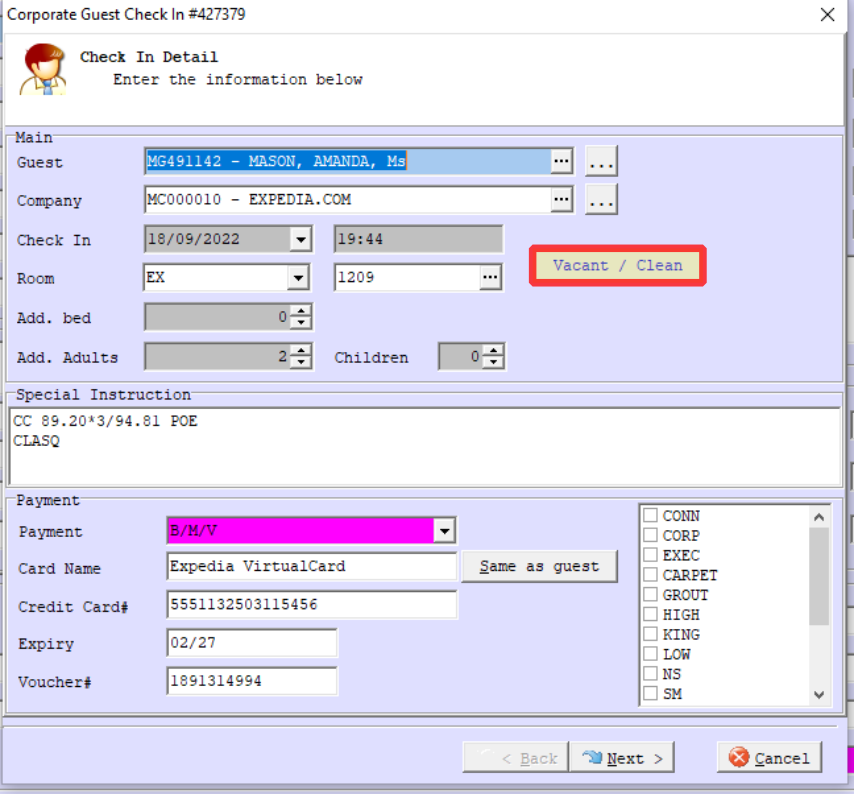 Corporate Guest Check In #427379
Check In Detail
Enter the information below
Main
Guest MG491142 - MASON, AMANDA, Ms ... ...
Company MC000010 - EXPEDIA.COM ... ...
Check In 18/09/2022 19:44
Vacant / Clean
Room EX 1209 ...
Add. bed 0
Add. Adults 2 Children 0
Special Instruction
CC 89.20*3/94.81 POE
CLASQ
Payment
Payment B/M/V
Card Name Expedia VirtualCard Same as guest
Credit Card# 5551132503115456
Expiry 02/27
Voucher# 1891314994
CONN
CORP
EXEC
CARPET
GROUT
HIGH
KING
LOW
NS
SM
< Back Next > Cancel